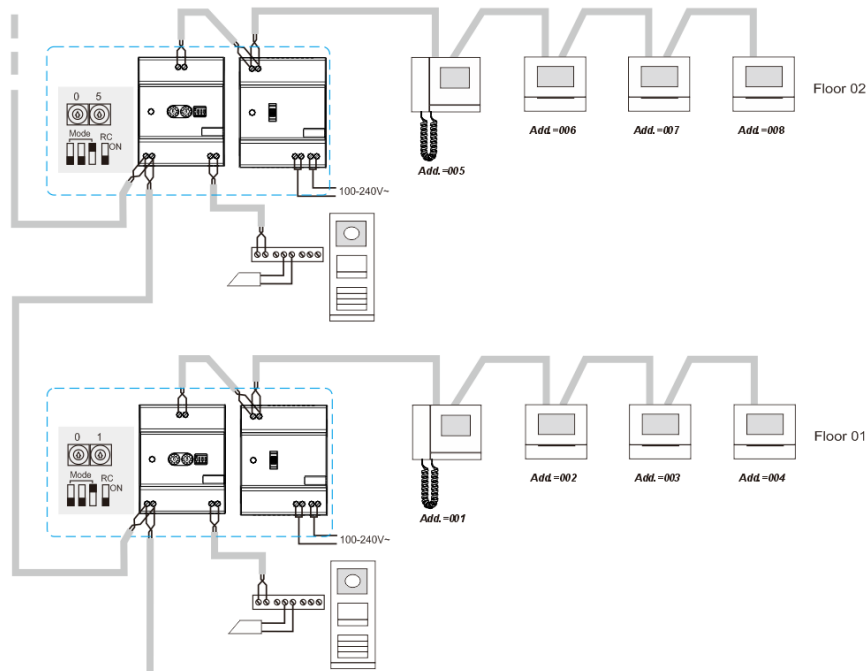 Floor 02
0 5
Mode
RC
ON
Add.=005
Add.=006
Add.=007
Add.=008
100-240V~
Floor 01
0 1
Mode
RC
ON
Add.=001
Add.=002
Add.=003
Add.=004
100-240V~